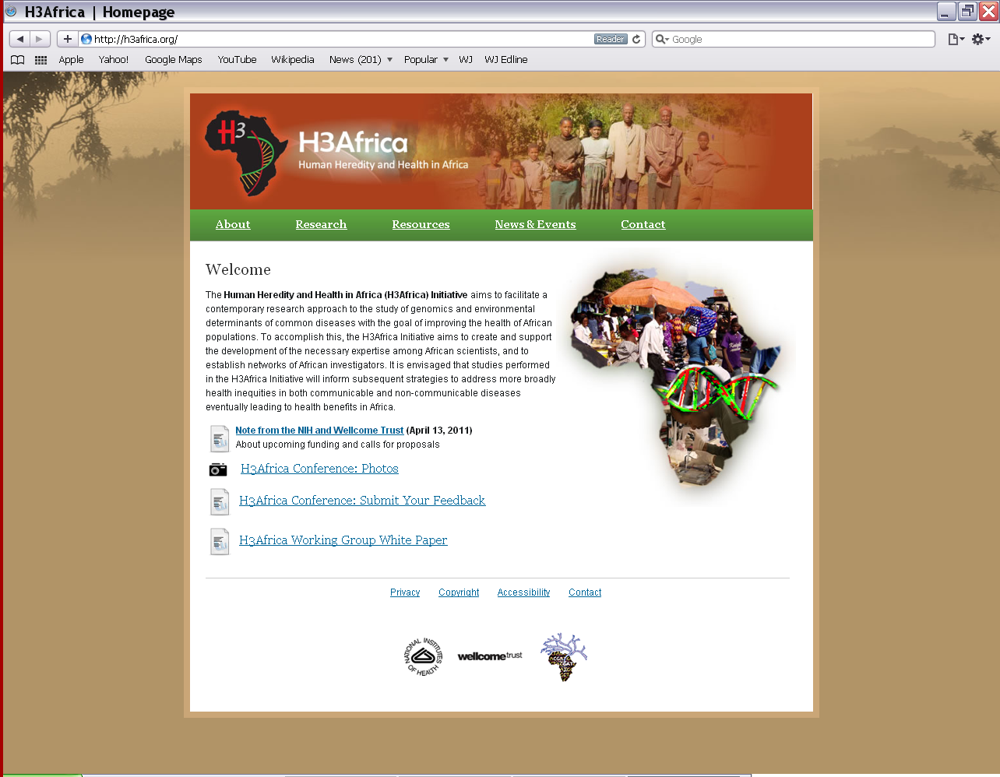 H3Africa | Homepage
http://h3africa.org/
Reader
Google
Apple Yahoo! Google Maps YouTube Wikipedia News (201) Popular WJ WJ Edline
H3
H3Africa
Human Heredity and Health in Africa
About Research Resources News & Events Contact
Welcome
The Human Heredity and Health in Africa (H3Africa) Initiative aims to facilitate a
contemporary research approach to the study of genomics and environmental
determinants of common diseases with the goal of improving the health of African
populations. To accomplish this, the H3Africa Initiative aims to create and support
the development of the necessary expertise among African scientists, and to
establish networks of African investigators. It is envisaged that studies performed
in the H3Africa Initiative will inform subsequent strategies to address more broadly
health inequities in both communicable and non-communicable diseases
eventually leading to health benefits in Africa.
Note from the NIH and Wellcome Trust (April 13, 2011)
About upcoming funding and calls for proposals
H3Africa Conference: Photos
H3Africa Conference: Submit Your Feedback
H3Africa Working Group White Paper
Privacy Copyright Accessibility Contact
NATIONAL INSTITUTES OF HEALTH
wellcometrust